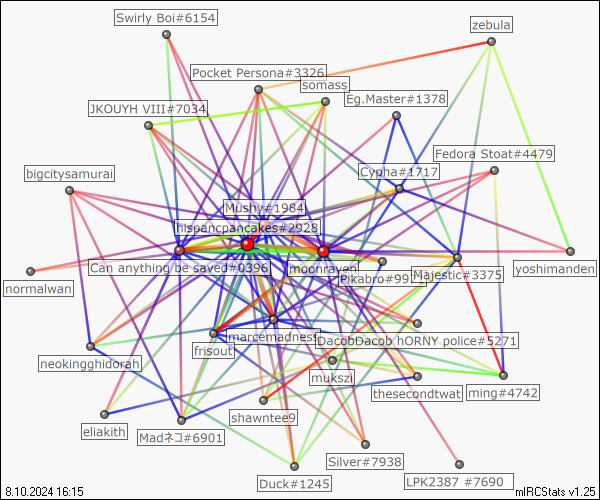 Swirly Boi#6154
zebula
Pocket Persona#3326
somass
Eg.Master#1378
JKOUYH VIII#7034
Fedora Stoat#4479
bigcitysamurai
Cypha#1717
Mushy#1984
hispancpancakes#2928
Can anything be saved#0396
moonraven
Majestic#3375
yoshimanden
normalwan
marcemadness
DacobDacob hORNY police#5271
frisout
neokingghidorah
mukszi
thesecondtwat
ming#4742
eliakith
shawntee9
Madネコ#6901
Silver#7938
Duck#1245
LPK2387 #7690
8.10.2024 16:15
mIRCStats v1.25